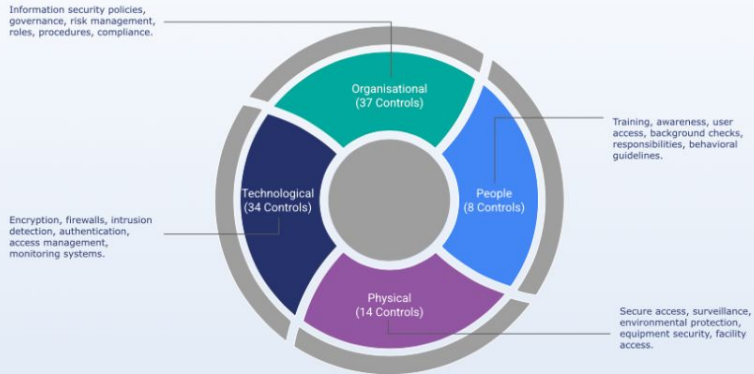 Information security policies,
governance, risk management,
roles, procedures, compliance.
Organisational
(37 Controls)
Training, awareness, user
access, background checks,
responsibilities, behavioral
guidelines.
Technological
(34 Controls)
People
(8 Controls)
Encryption, firewalls, intrusion
detection, authentication,
access management,
monitoring systems.
Physical
(14 Controls)
Secure access, surveillance,
environmental protection,
equipment security, facility
access.